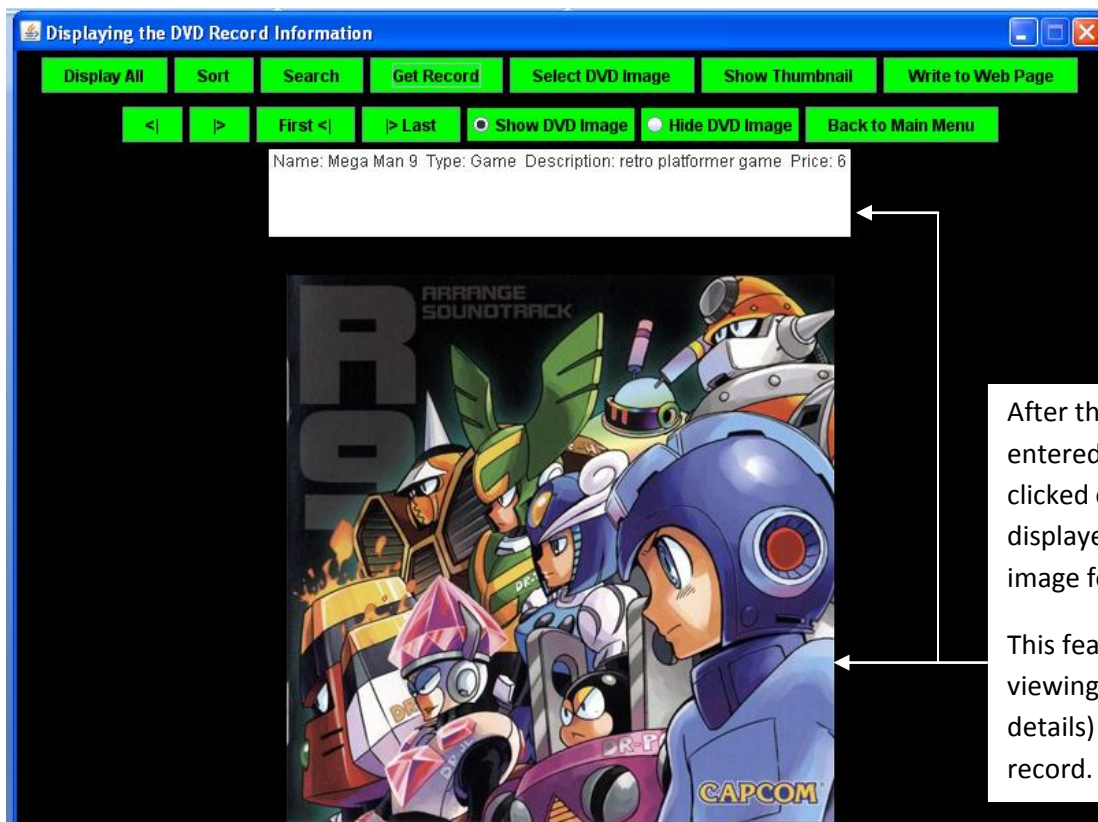 Displaying the DVD Record Information
Display All Sort Search Get Record Select DVD Image Show Thumbnail Write to Web Page
<| |> First <| |> Last Show DVD Image Hide DVD Image Back to Main Menu
Name: Mega Man 9 Type: Game Description: retro platformer game Price: 6
R9
ARRANGE
SOUNDTRACK
CAPCOM
After th
entered
clicked
displaye
image f
This fea
viewing
details)
record.